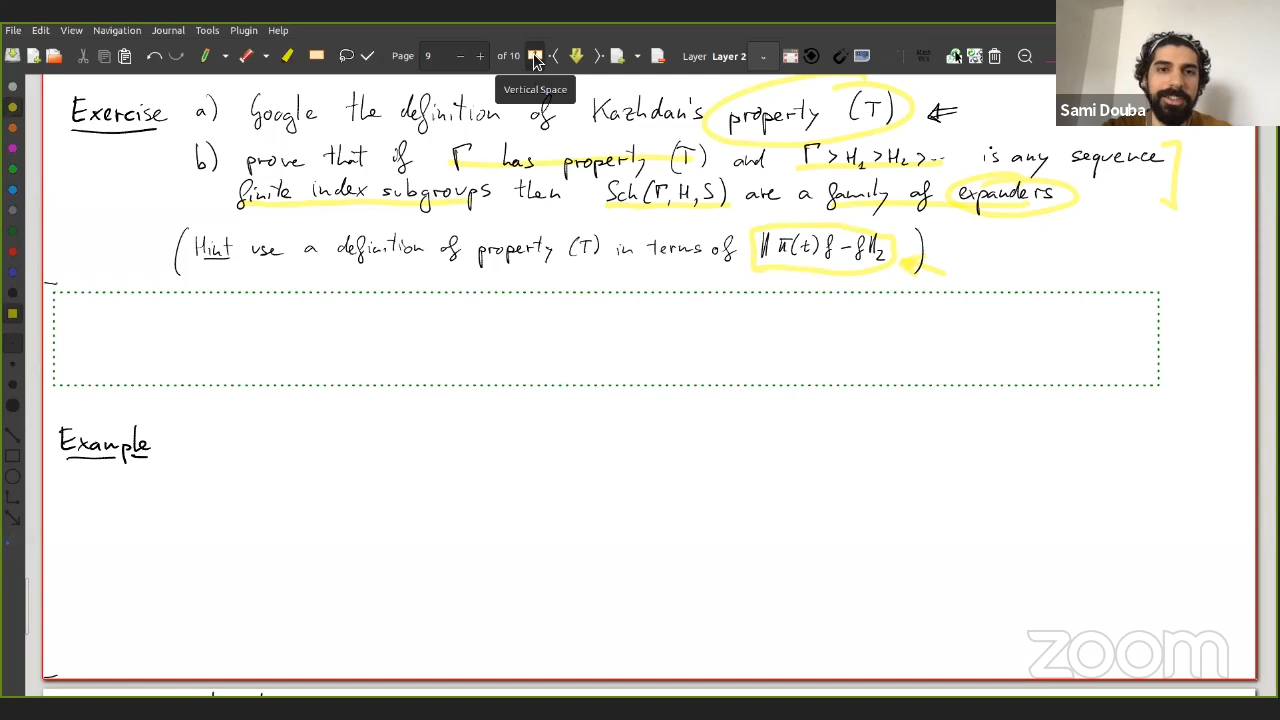 File Edit View Navigation Journal Tools Plugin Help
Page 9 of 10 Layer Layer 2
Vertical Space
Sami Douba
Exercise a) Google the definition of Kazhdan's property (T) ⇐
b) prove that if Γ has property (T) and Γ > H₁ > H₂ > ... is any sequence
finite index subgroups then Sch(Γ, H, S) are a family of expanders
(Hint use a definition of property (T) in terms of ‖π(t)f - f‖₂)
Example
zoom